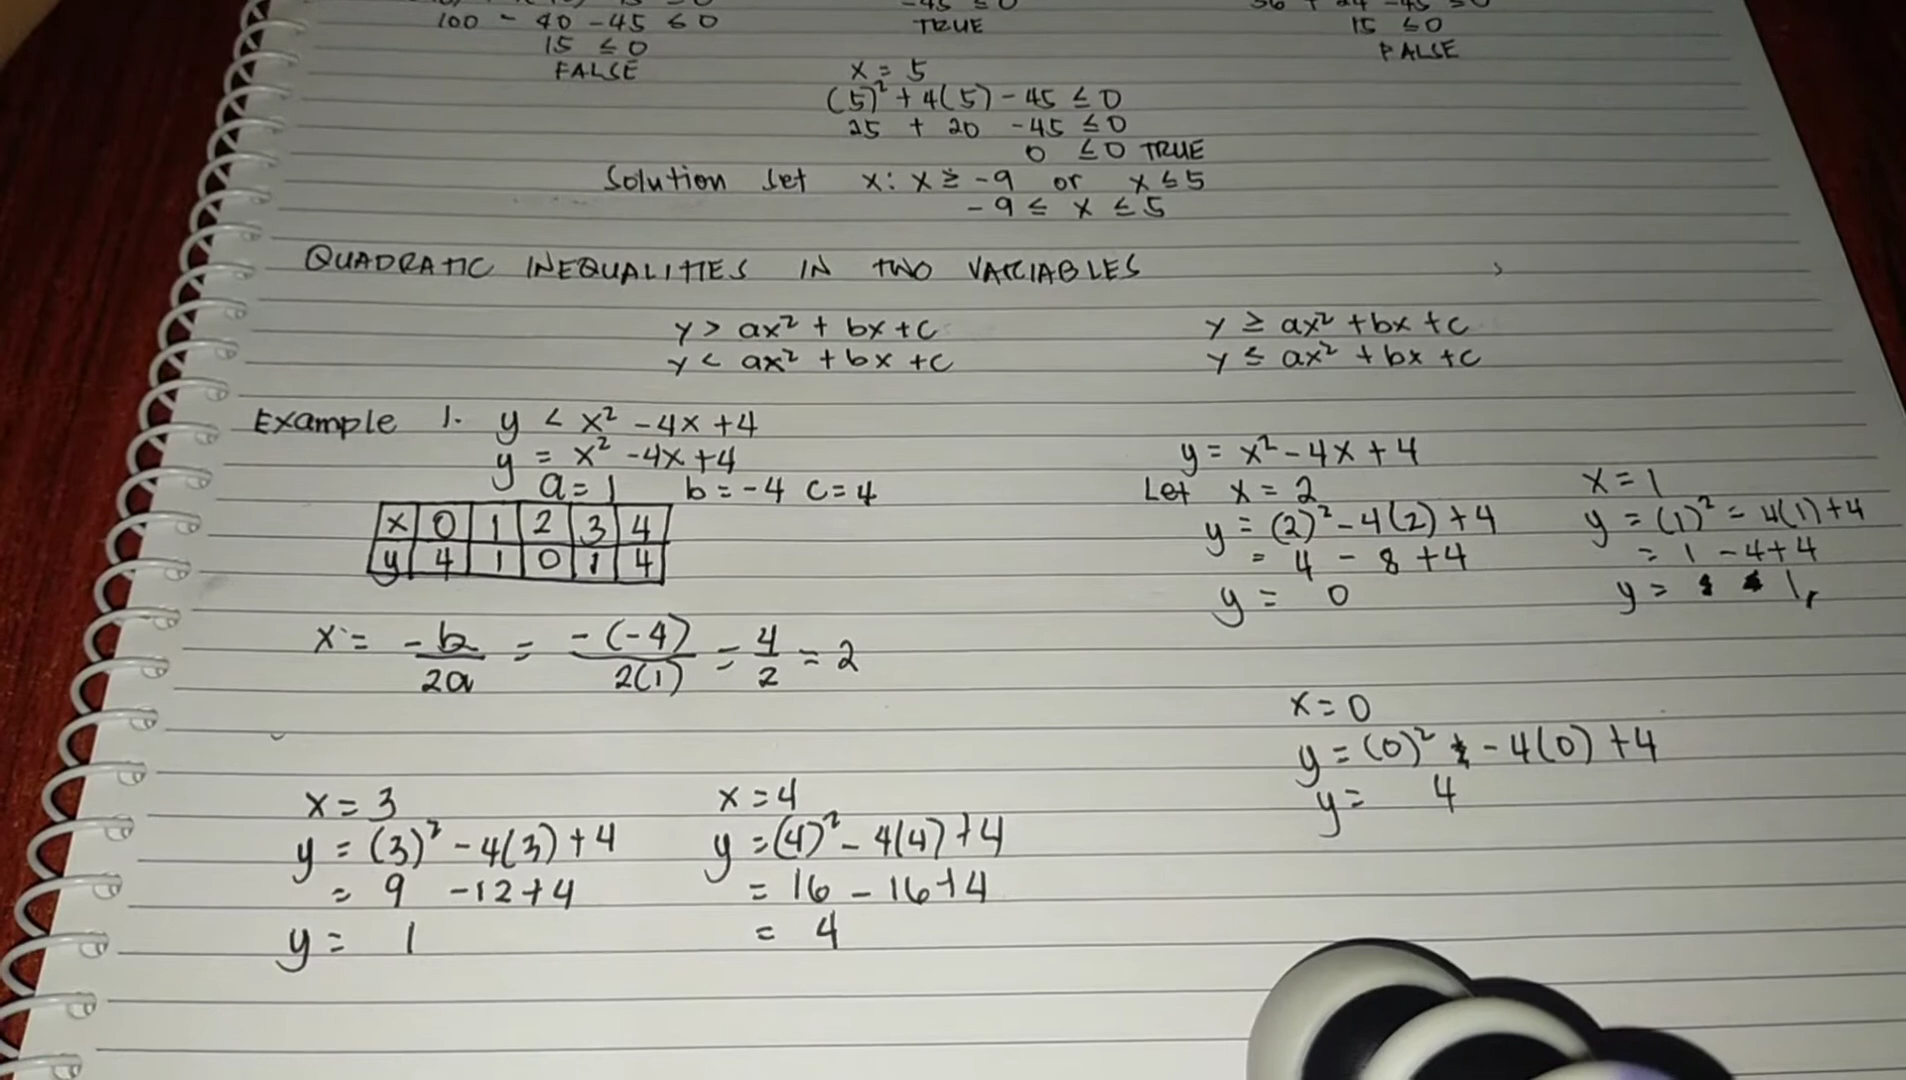 100 - 40 - 45 ≤ 0
15 ≤ 0
FALSE
-45 ≤ 0
TRUE
36 + 24 - 45 ≤ 0
15 ≤ 0
FALSE
x = 5
(5)² + 4(5) - 45 ≤ 0
25 + 20 - 45 ≤ 0
0 ≤ 0 TRUE
Solution set x: x ≥ -9 or x ≤ 5
-9 ≤ x ≤ 5
QUADRATIC INEQUALITIES IN TWO VARIABLES
y > ax² + bx + c
y < ax² + bx + c
y ≥ ax² + bx + c
y ≤ ax² + bx + c
Example 1. y < x² - 4x + 4
y = x² - 4x + 4
a = 1 b = -4 c = 4
x 0 1 2 3 4
y 4 1 0 1 4
x = -b/2a = -(-4)/2(1) = 4/2 = 2
y = x² - 4x + 4
Let x = 2
y = (2)² - 4(2) + 4
= 4 - 8 + 4
y = 0
x = 1
y = (1)² - 4(1) + 4
= 1 - 4 + 4
y = 1
x = 0
y = (0)² - 4(0) + 4
y = 4
x = 3
y = (3)² - 4(3) + 4
= 9 - 12 + 4
y = 1
x = 4
y = (4)² - 4(4) + 4
= 16 - 16 + 4
= 4